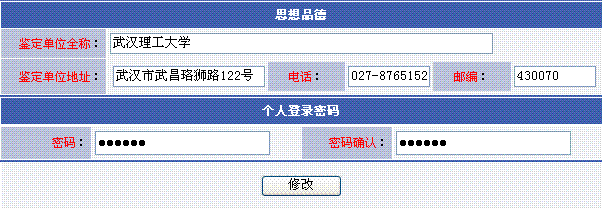 思想品德
鉴定单位全称： 武汉理工大学
鉴定单位地址： 武汉市武昌珞狮路122号 电话： 027-8765152 邮编： 430070
个人登录密码
密码： ●●●●●● 密码确认： ●●●●●●
修改